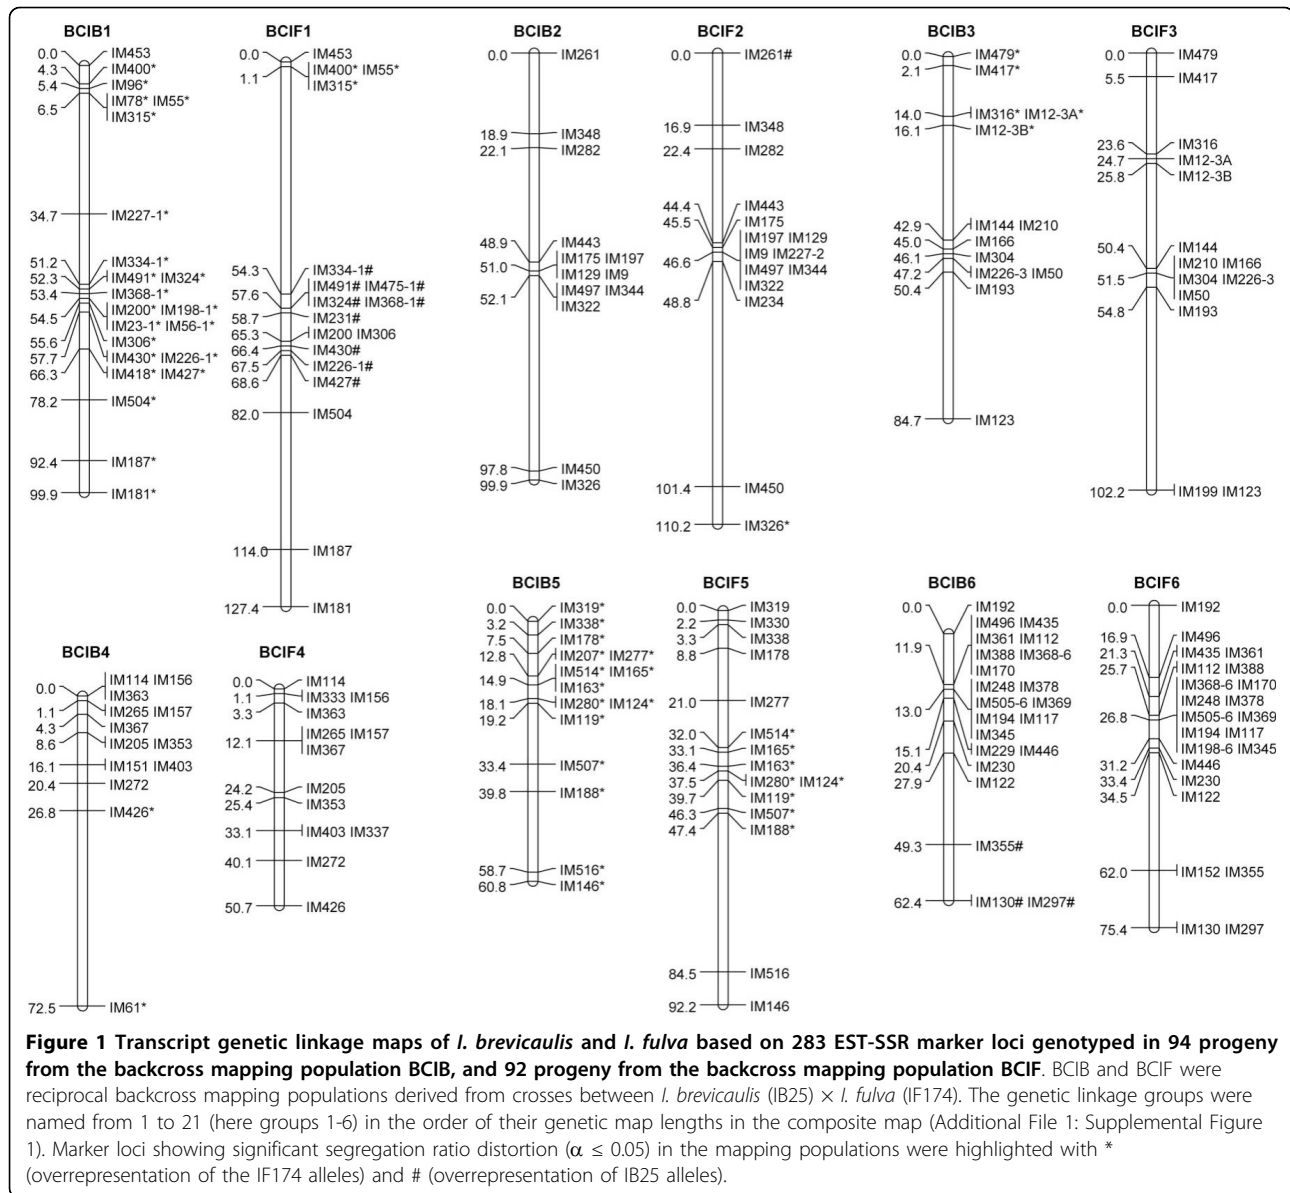 BCIB1
0.0 IM453
4.3 IM400*
5.4 IM96*
6.5 IM78* IM55*
IM315*
34.7 IM227-1*
51.2 IM334-1*
52.3 IM491* IM324*
53.4 IM368-1*
54.5 IM200* IM198-1*
IM23-1* IM56-1*
55.6 IM306*
57.7 IM430* IM226-1*
66.3 IM418* IM427*
78.2 IM504*
92.4 IM187*
99.9 IM181*
BCIF1
0.0 IM453
1.1 IM400* IM55*
IM315*
54.3 IM334-1#
57.6 IM491# IM475-1#
IM324# IM368-1#
58.7 IM231#
65.3 IM200 IM306
66.4 IM430#
67.5 IM226-1#
68.6 IM427#
82.0 IM504
114.0 IM187
127.4 IM181
BCIB2
0.0 IM261
18.9 IM348
22.1 IM282
48.9 IM443
51.0 IM175 IM197
IM129 IM9
52.1 IM497 IM344
IM322
97.8 IM450
99.9 IM326
BCIF2
0.0 IM261#
16.9 IM348
22.4 IM282
44.4 IM443
45.5 IM175
46.6 IM197 IM129
IM9 IM227-2
IM497 IM344
IM322
48.8 IM234
101.4 IM450
110.2 IM326*
BCIB3
0.0 IM479*
2.1 IM417*
14.0 IM316* IM12-3A*
16.1 IM12-3B*
42.9 IM144 IM210
45.0 IM166
46.1 IM304
47.2 IM226-3 IM50
50.4 IM193
84.7 IM123
BCIF3
0.0 IM479
5.5 IM417
23.6 IM316
24.7 IM12-3A
25.8 IM12-3B
50.4 IM144
51.5 IM210 IM166
IM304 IM226-3
IM50
54.8 IM193
102.2 IM199 IM123
BCIB4
0.0 IM114 IM156
IM363
1.1 IM265 IM157
4.3 IM367
8.6 IM205 IM353
16.1 IM151 IM403
20.4 IM272
26.8 IM426*
72.5 IM61*
BCIF4
0.0 IM114
1.1 IM333 IM156
3.3 IM363
12.1 IM265 IM157
IM367
24.2 IM205
25.4 IM353
33.1 IM403 IM337
40.1 IM272
50.7 IM426
BCIB5
0.0 IM319*
3.2 IM338*
7.5 IM178*
12.8 IM207* IM277*
14.9 IM514* IM165*
IM163*
18.1 IM280* IM124*
19.2 IM119*
33.4 IM507*
39.8 IM188*
58.7 IM516*
60.8 IM146*
BCIF5
0.0 IM319
2.2 IM330
3.3 IM338
8.8 IM178
21.0 IM277
32.0 IM514*
33.1 IM165*
36.4 IM163*
37.5 IM280* IM124*
39.7 IM119*
46.3 IM507*
47.4 IM188*
84.5 IM516
92.2 IM146
BCIB6
0.0 IM192
11.9 IM496 IM435
IM361 IM112
IM388 IM368-6
IM170
13.0 IM248 IM378
IM505-6 IM369
IM194 IM117
IM345
15.1 IM229 IM446
20.4 IM230
27.9 IM122
49.3 IM355#
62.4 IM130# IM297#
BCIF6
0.0 IM192
16.9 IM496
21.3 IM435 IM361
25.7 IM112 IM388
26.8 IM368-6 IM170
IM248 IM378
IM505-6 IM369
IM194 IM117
IM198-6 IM345
31.2 IM446
33.4 IM230
34.5 IM122
62.0 IM152 IM355
75.4 IM130 IM297
Figure 1 Transcript genetic linkage maps of I. brevicaulis and I. fulva based on 283 EST-SSR marker loci genotyped in 94 progeny
from the backcross mapping population BCIB, and 92 progeny from the backcross mapping population BCIF. BCIB and BCIF were
reciprocal backcross mapping populations derived from crosses between I. brevicaulis (IB25) × I. fulva (IF174). The genetic linkage groups were
named from 1 to 21 (here groups 1-6) in the order of their genetic map lengths in the composite map (Additional File 1: Supplemental Figure
1). Marker loci showing significant segregation ratio distortion (α ≤ 0.05) in the mapping populations were highlighted with *
(overrepresentation of the IF174 alleles) and # (overrepresentation of IB25 alleles).